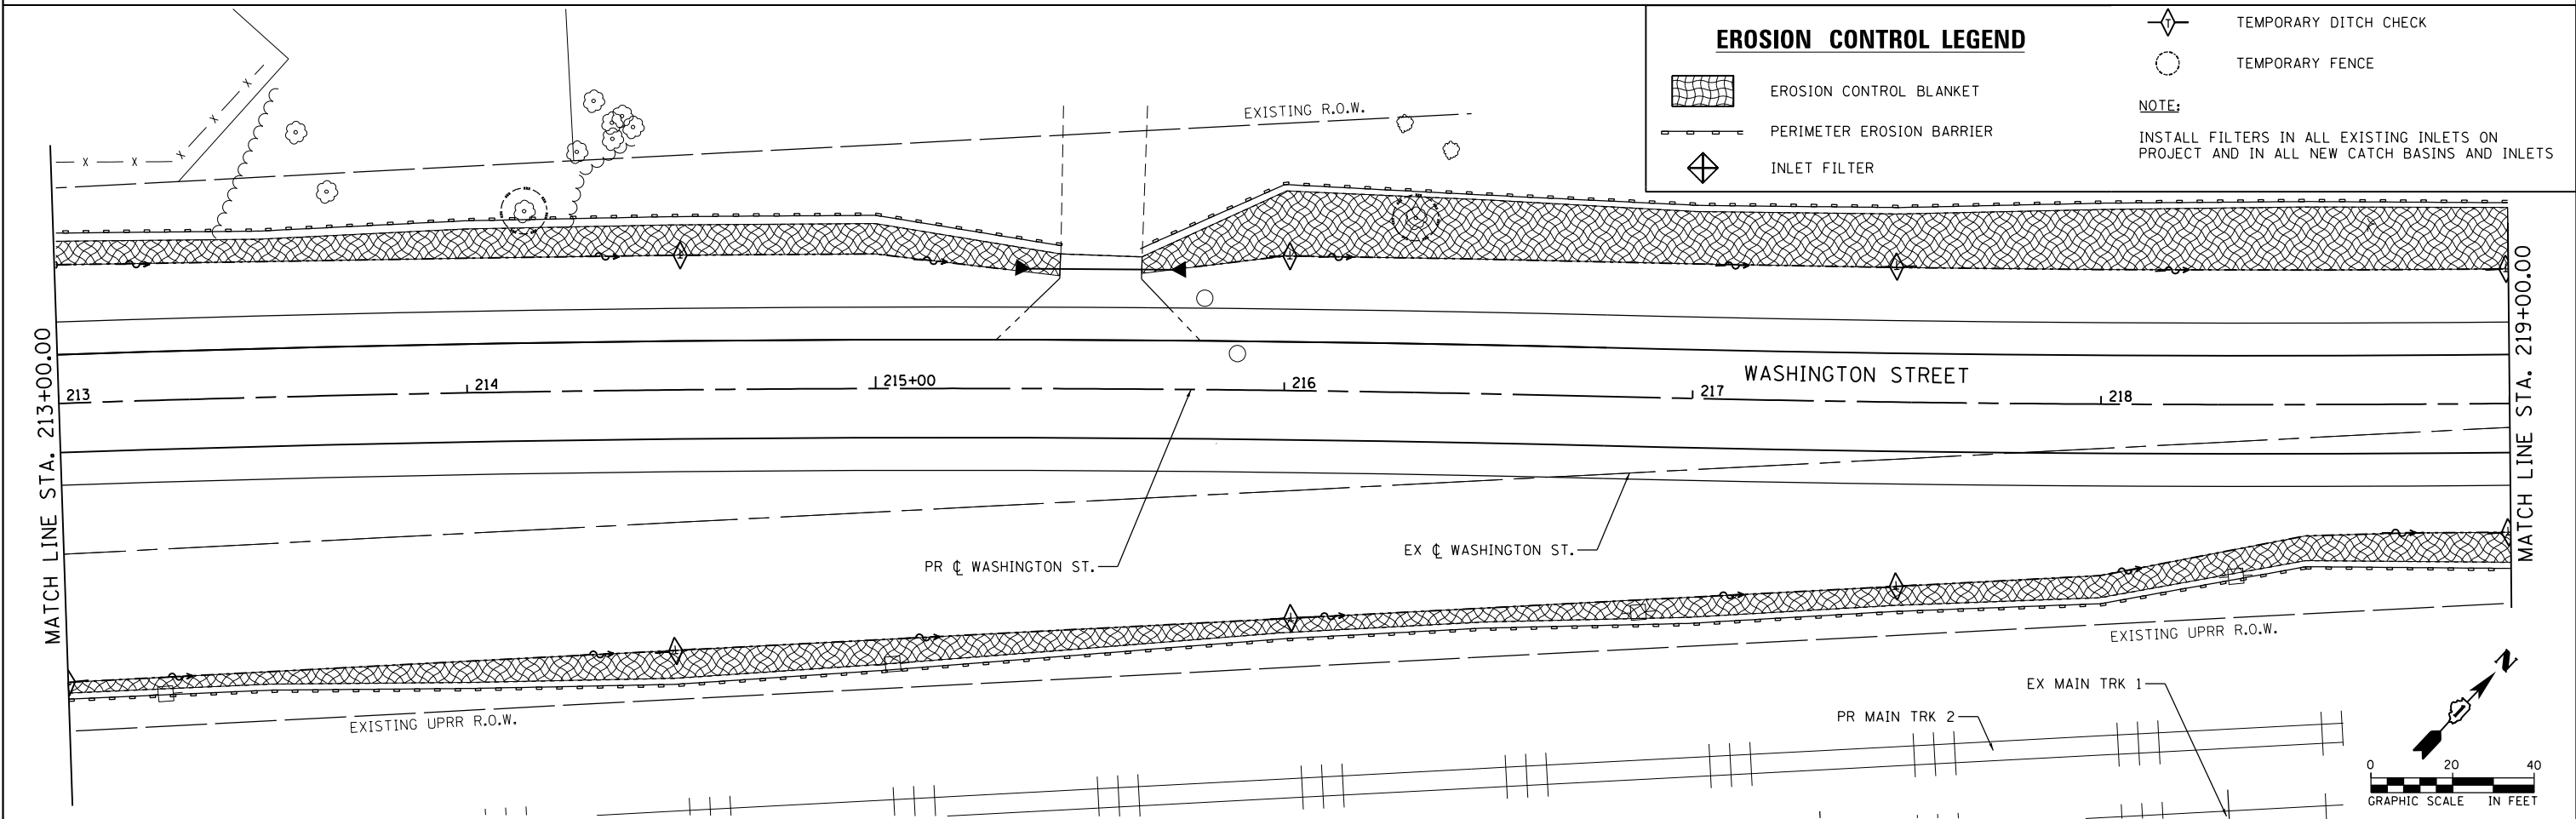 EROSION CONTROL LEGEND
EROSION CONTROL BLANKET
PERIMETER EROSION BARRIER
INLET FILTER
T TEMPORARY DITCH CHECK
TEMPORARY FENCE
NOTE:
INSTALL FILTERS IN ALL EXISTING INLETS ON
PROJECT AND IN ALL NEW CATCH BASINS AND INLETS
EXISTING R.O.W.
X X X X X
MATCH LINE STA. 213+00.00
213
214
215+00
216
217
218
WASHINGTON STREET
MATCH LINE STA. 219+00.00
PR ℄ WASHINGTON ST.
EX ℄ WASHINGTON ST.
EXISTING UPRR R.O.W.
EXISTING UPRR R.O.W.
EX MAIN TRK 1
PR MAIN TRK 2
N
0 20 40
GRAPHIC SCALE IN FEET